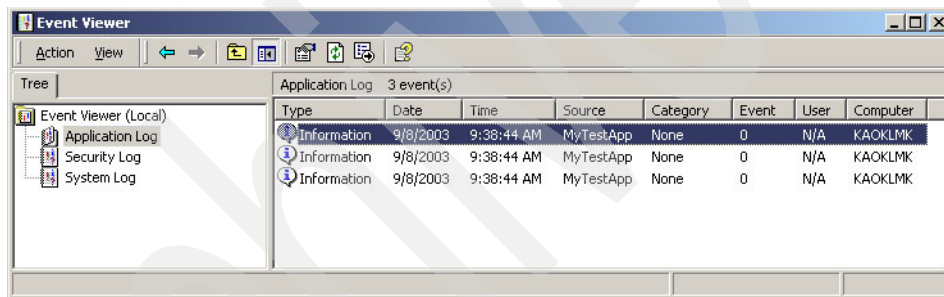 Event Viewer
Action View
Tree
Application Log 3 event(s)
Event Viewer (Local)
Application Log
Security Log
System Log
Type Date Time Source Category Event User Computer
Information 9/8/2003 9:38:44 AM MyTestApp None 0 N/A KAOKLMK
Information 9/8/2003 9:38:44 AM MyTestApp None 0 N/A KAOKLMK
Information 9/8/2003 9:38:44 AM MyTestApp None 0 N/A KAOKLMK